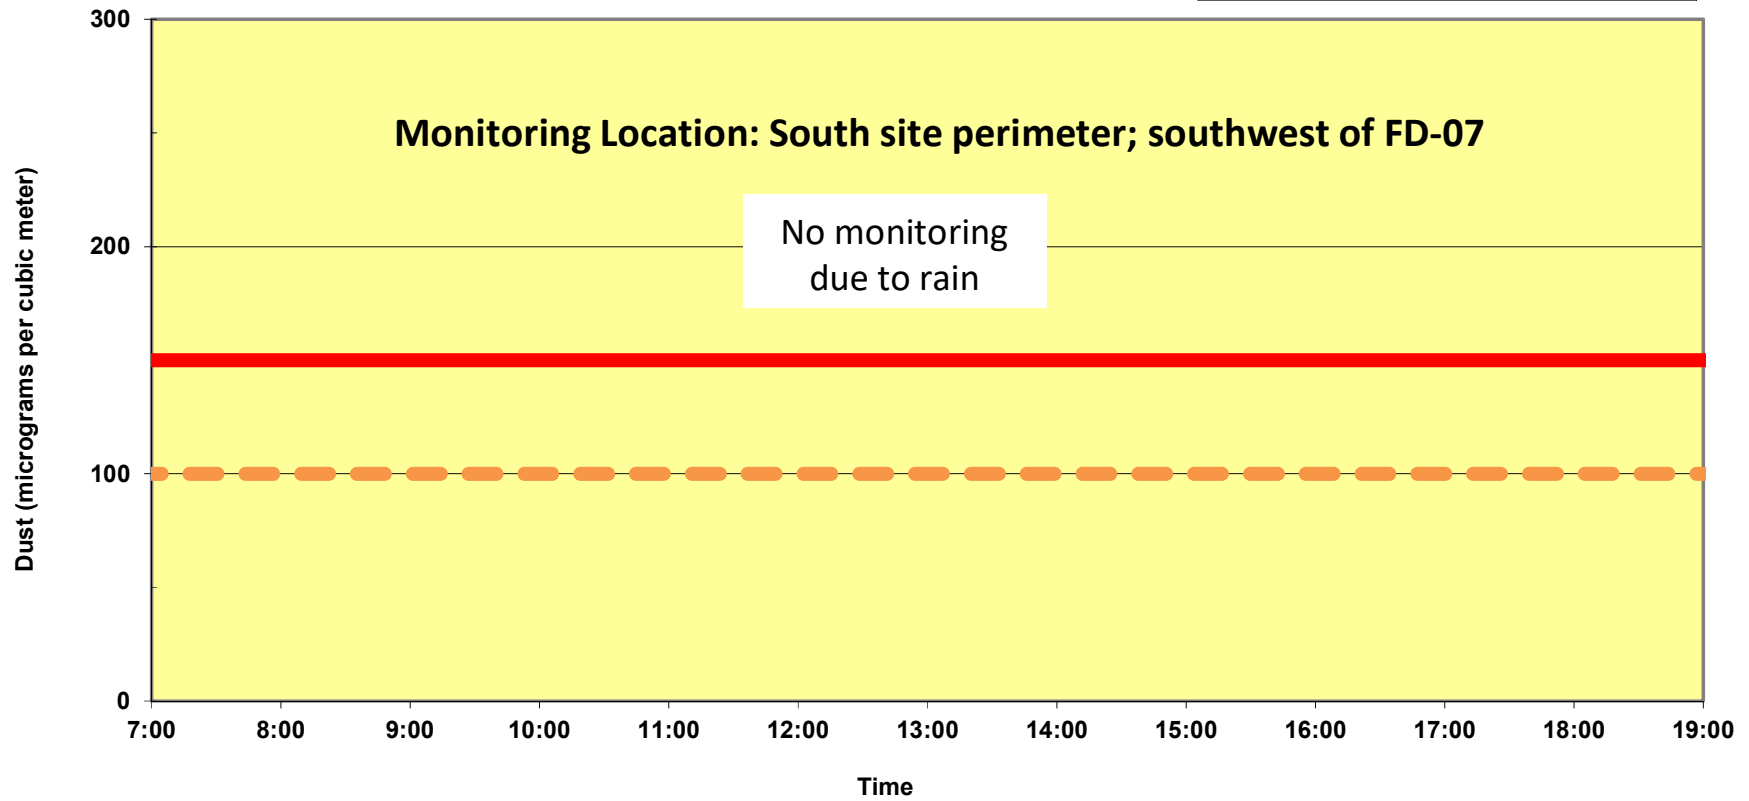 300
Monitoring Location: South site perimeter; southwest of FD-07
No monitoring
due to rain
200
100
0
Dust (micrograms per cubic meter)
7:00 8:00 9:00 10:00 11:00 12:00 13:00 14:00 15:00 16:00 17:00 18:00 19:00
Time